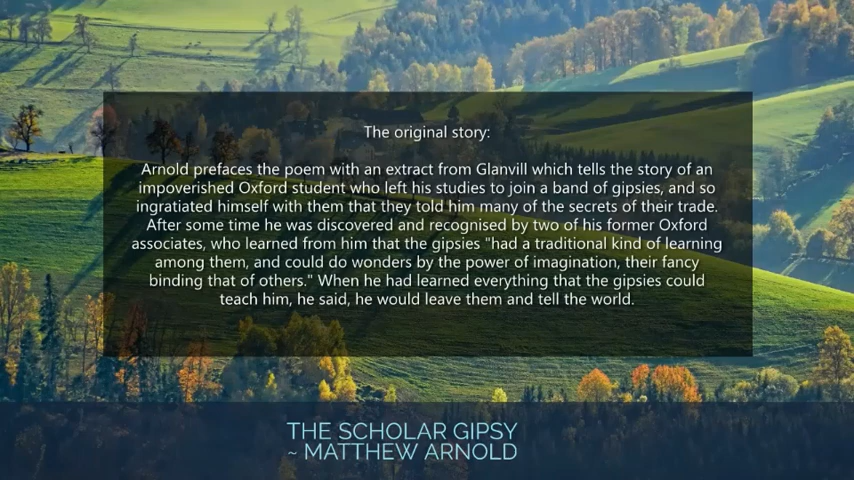 The original story:
Arnold prefaces the poem with an extract from Glanvill which tells the story of an
impoverished Oxford student who left his studies to join a band of gipsies, and so
ingratiated himself with them that they told him many of the secrets of their trade.
After some time he was discovered and recognised by two of his former Oxford
associates, who learned from him that the gipsies "had a traditional kind of learning
among them, and could do wonders by the power of imagination, their fancy
binding that of others." When he had learned everything that the gipsies could
teach him, he said, he would leave them and tell the world.
THE SCHOLAR GIPSY
~ MATTHEW ARNOLD